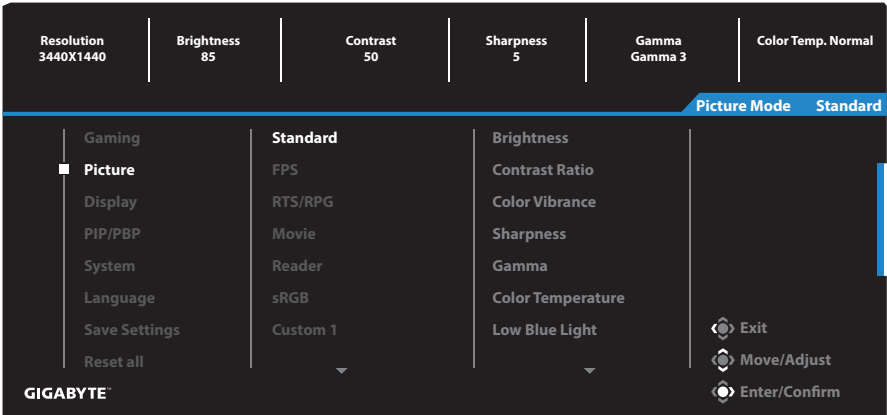 Resolution Brightness Contrast Sharpness Gamma Color Temp. Normal
3440X1440 85 50 5 Gamma 3
Picture Mode Standard
Gaming Standard Brightness
Picture FPS Contrast Ratio
Display RTS/RPG Color Vibrance
PIP/PBP Movie Sharpness
System Reader Gamma
Language sRGB Color Temperature
Save Settings Custom 1 Low Blue Light
Exit
Reset all
Move/Adjust
GIGABYTE™
Enter/Confirm